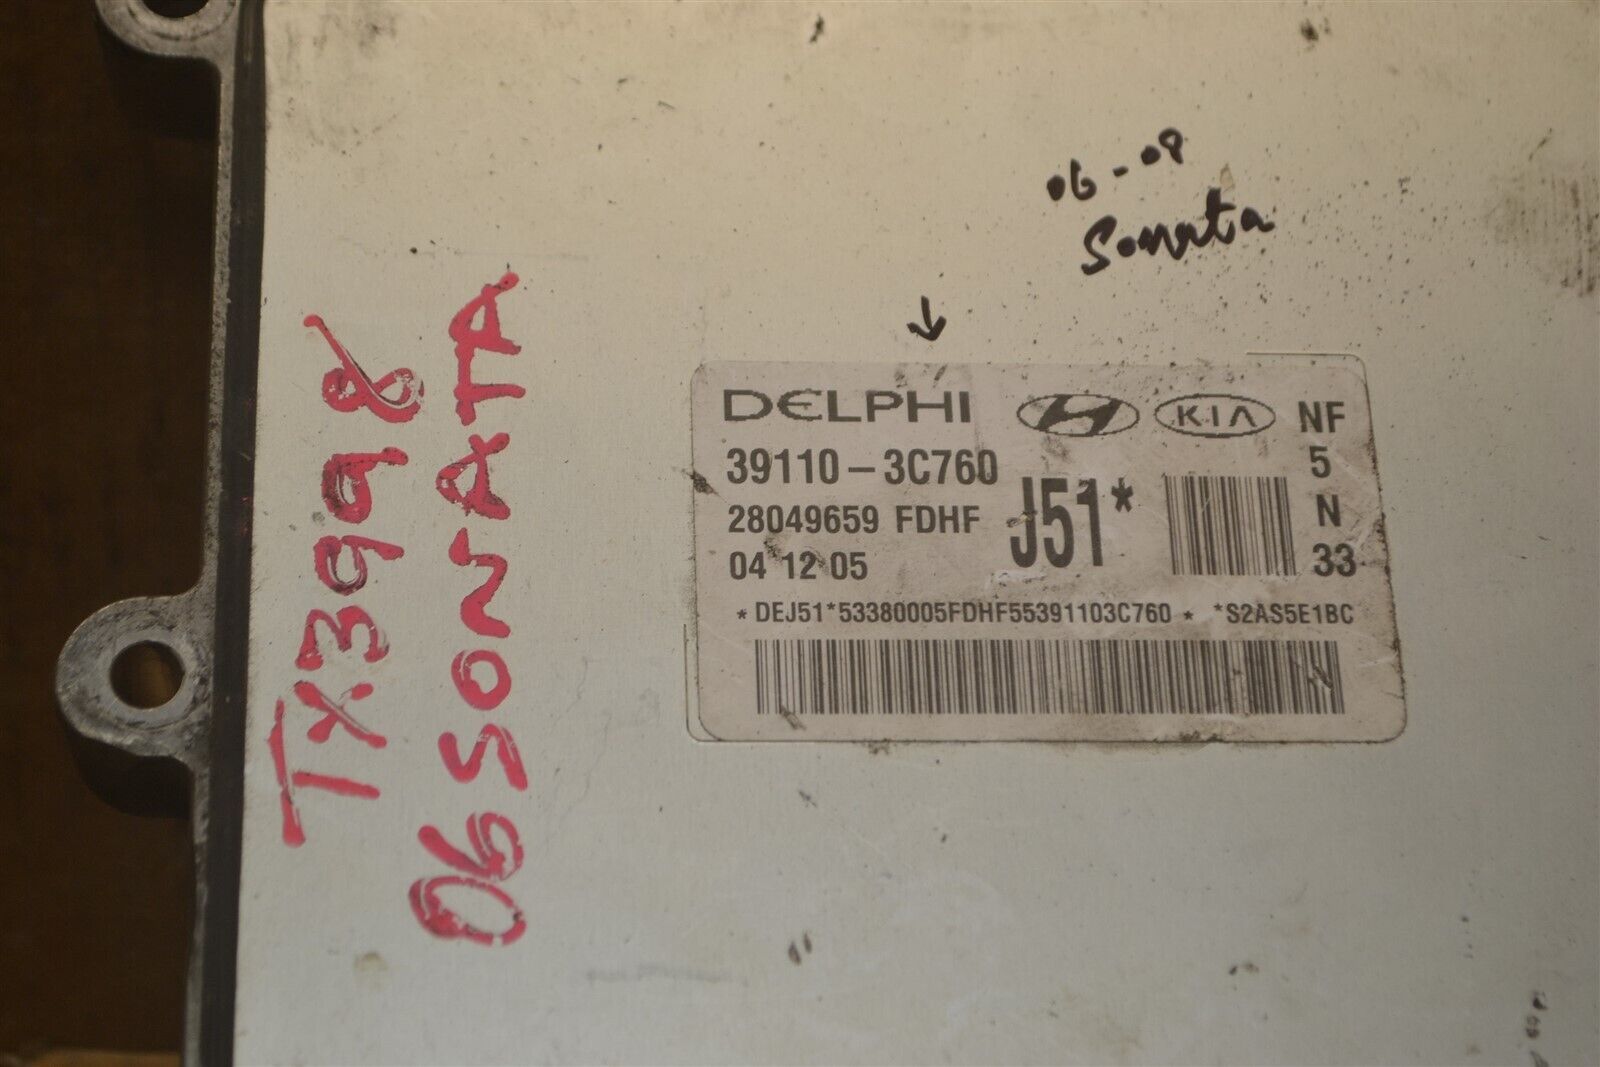 TX3998
06 SONATA
06-08
Sonata
DELPHI KIA NF
39110-3C760 5
28049659 FDHF J51* N
04 12 05 33
*DEJ51*53380005FDHF55391103C760* *S2AS5E1BC